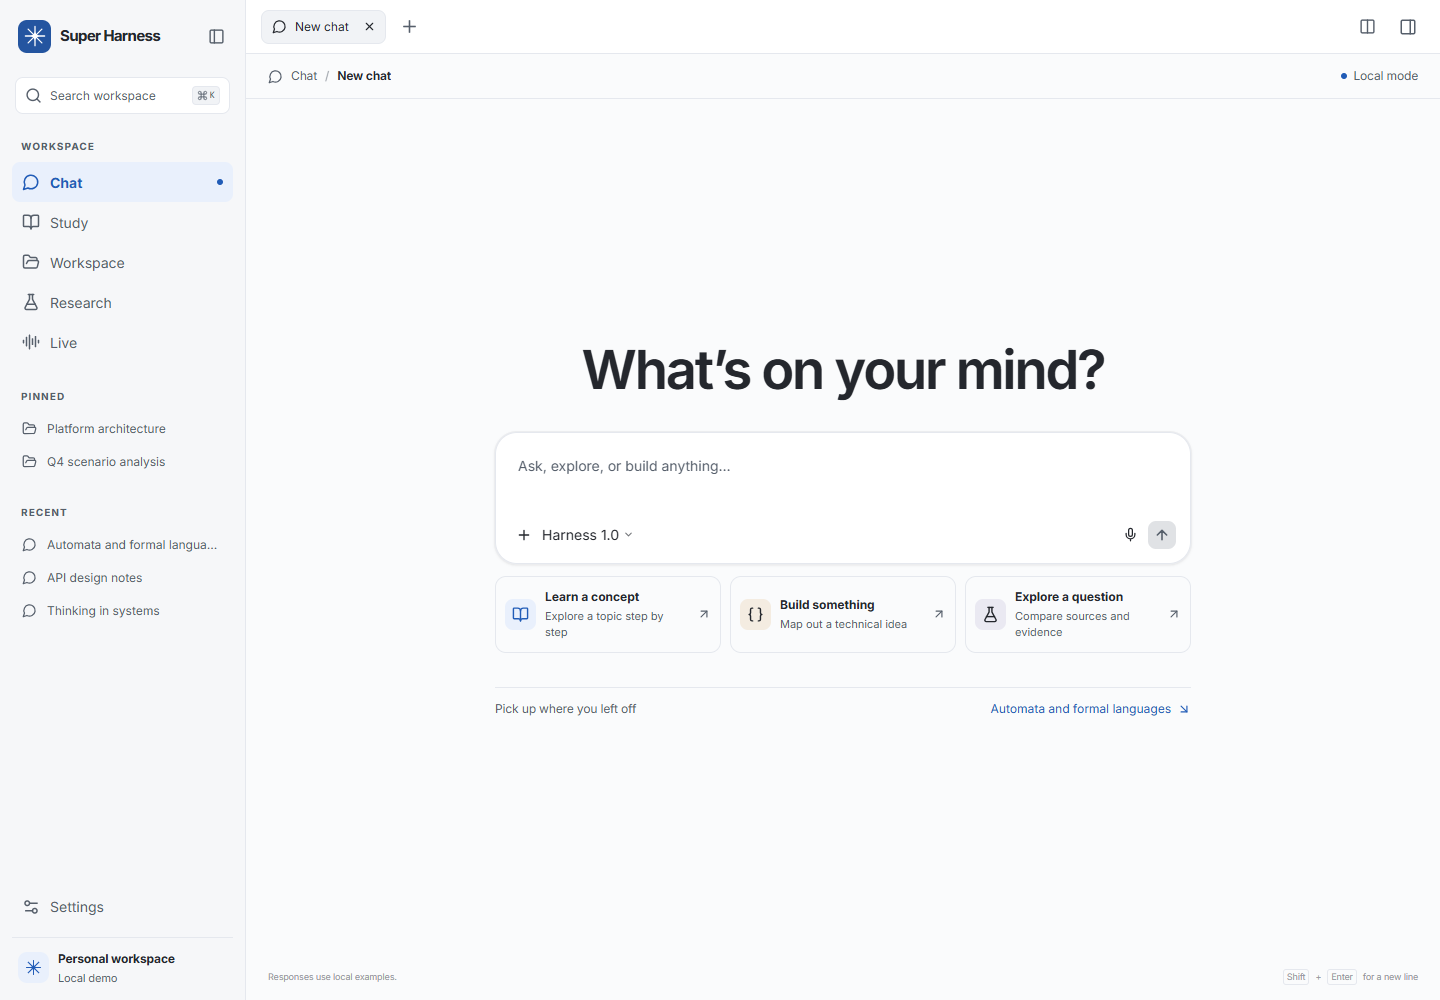 Super Harness
Search workspace
⌘ K
WORKSPACE
Chat
Study
Workspace
Research
Live
PINNED
Platform architecture
Q4 scenario analysis
RECENT
Automata and formal langua...
API design notes
Thinking in systems
Settings
Personal workspace
Local demo
New chat
Chat / New chat
Local mode
What’s on your mind?
Ask, explore, or build anything...
Harness 1.0
Learn a concept
Explore a topic step by
step
Build something
Map out a technical idea
Explore a question
Compare sources and
evidence
Pick up where you left off
Automata and formal languages
Responses use local examples.
Shift + Enter for a new line